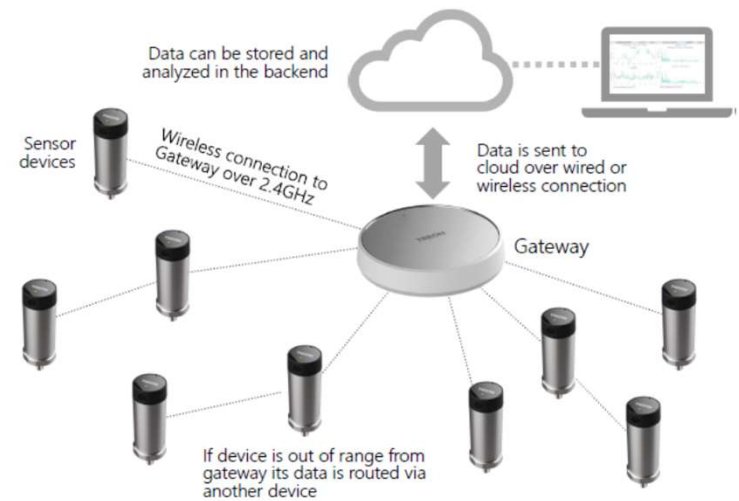 Data can be stored and
analyzed in the backend
Sensor
devices
Wireless connection to
Gateway over 2.4GHz
Data is sent to
cloud over wired or
wireless connection
Gateway
If device is out of range from
gateway its data is routed via
another device